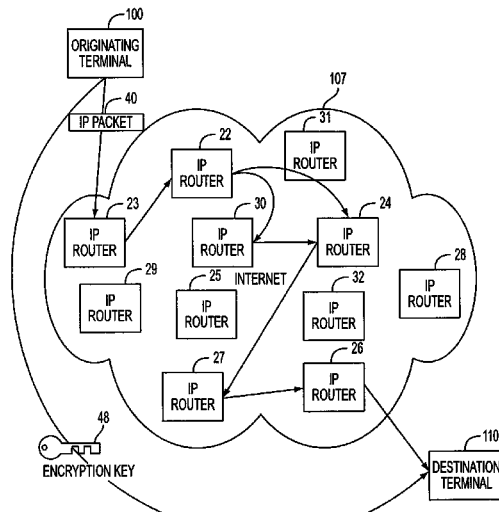 100
ORIGINATING
TERMINAL
40
IP PACKET
107
22
IP
ROUTER
31
IP
ROUTER
23
IP
ROUTER
30
IP
ROUTER
24
IP
ROUTER
29
IP
ROUTER
25
INTERNET
IP
ROUTER
32
IP
ROUTER
28
IP
ROUTER
27
IP
ROUTER
26
IP
ROUTER
48
ENCRYPTION KEY
110
DESTINATION
TERMINAL